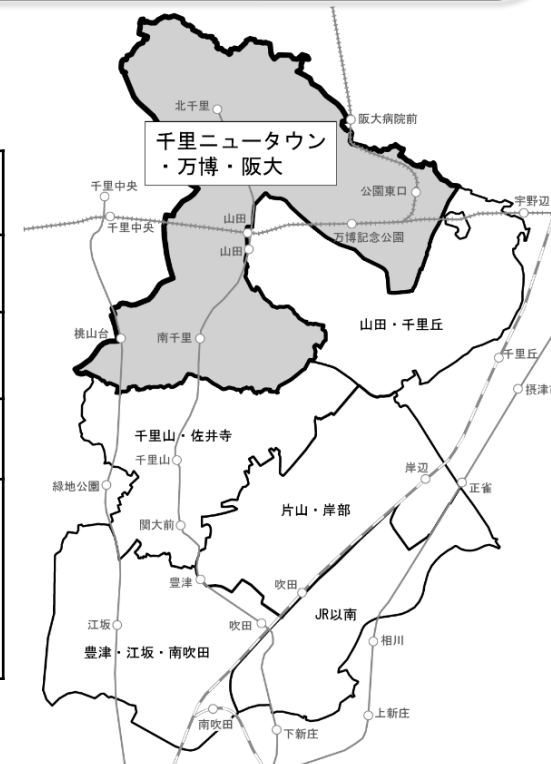 北千里
阪大病院前
千里ニュータウン
・万博・阪大
千里中央
公園東口
宇野辺
千里中央
山田
万博記念公園
山田
山田・千里丘
桃山台
南千里
千里丘
摂津市
千里山・佐井寺
千里山
岸辺
緑地公園
正雀
片山・岸部
関大前
豊津
吹田
JR以南
江坂
吹田
相川
豊津・江坂・南吹田
南吹田
上新庄
下新庄